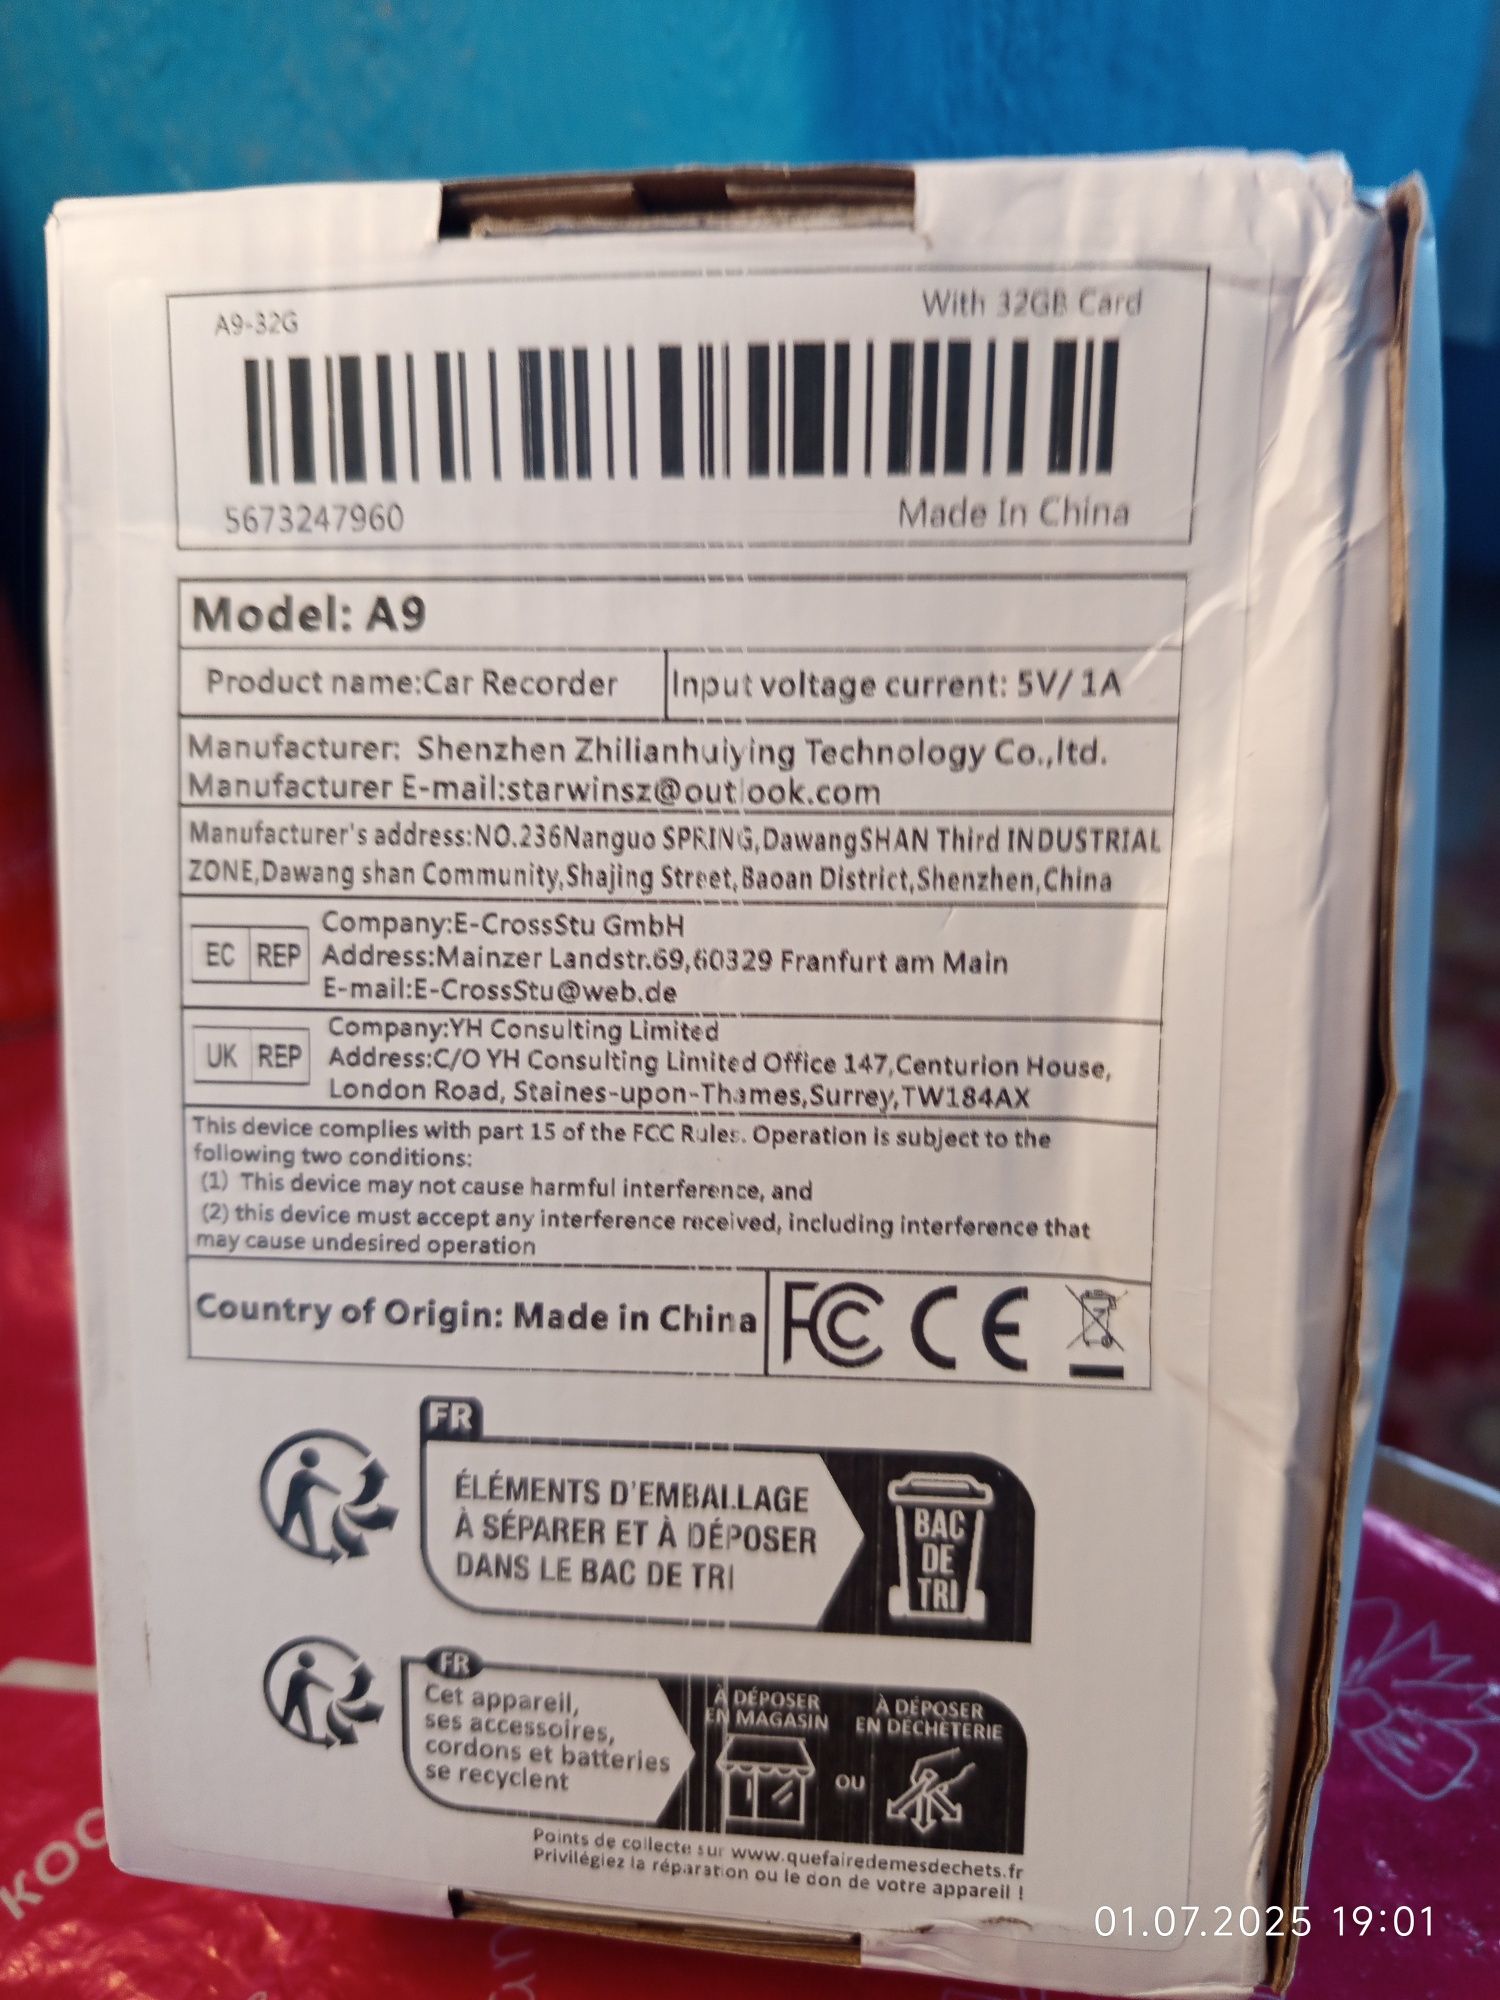 A9-32G
With 32GB Card
5673247960
Made In China
Model: A9
Product name:Car Recorder
Input voltage current: 5V/ 1A
Manufacturer: Shenzhen Zhilianhuiying Technology Co.,ltd.
Manufacturer E-mail:starwinsz@outlook.com
Manufacturer's address:NO.236Nanguo SPRING,DawangSHAN Third INDUSTRIAL
ZONE,Dawang shan Community,Shajing Street,Baoan District,Shenzhen,China
EC REP
Company:E-CrossStu GmbH
Address:Mainzer Landstr.69,60329 Franfurt am Main
E-mail:E-CrossStu@web.de
UK REP
Company:YH Consulting Limited
Address:C/O YH Consulting Limited Office 147,Centurion House,
London Road, Staines-upon-Thames,Surrey,TW184AX
This device complies with part 15 of the FCC Rules. Operation is subject to the
following two conditions:
(1) This device may not cause harmful interference, and
(2) this device must accept any interference received, including interference that
may cause undesired operation
Country of Origin: Made in China
FC CE
FR
ÉLÉMENTS D'EMBALLAGE
À SÉPARER ET À DÉPOSER
DANS LE BAC DE TRI
BAC
DE
TRI
FR
Cet appareil,
ses accessoires,
cordons et batteries
se recyclent
À DÉPOSER
EN MAGASIN
OU
À DÉPOSER
EN DÉCHÈTERIE
Points de collecte sur www.quefairedemesdechets.fr
Privilégiez la réparation ou le don de votre appareil !
01.07.2025 19:01